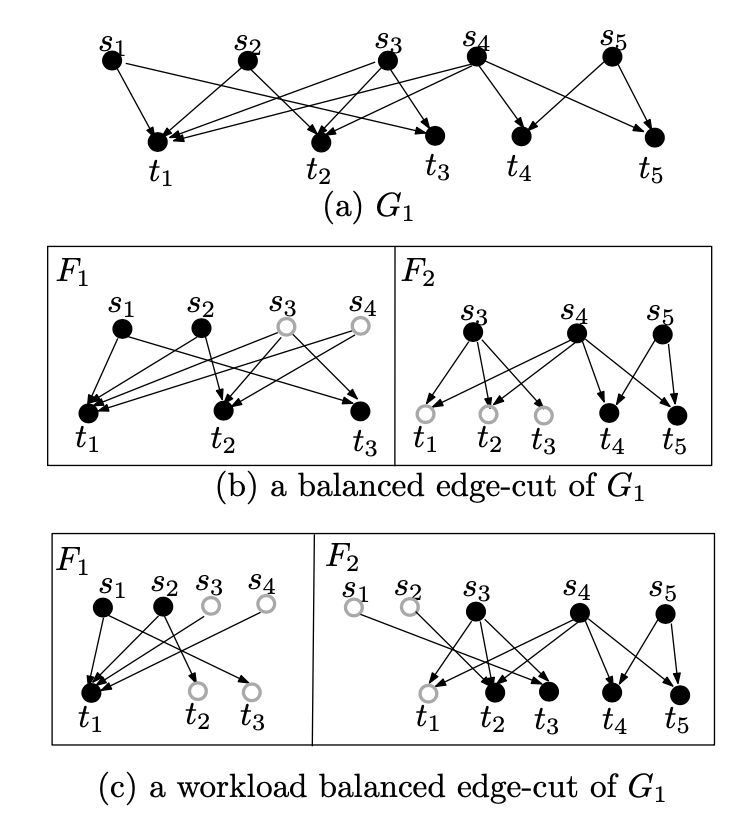 s₁ s₂ s₃ s₄ s₅
t₁ t₂ t₃ t₄ t₅
(a) G₁
F₁ F₂
s₁ s₂ s₃ s₄ s₃ s₄ s₅
t₁ t₂ t₃ t₁ t₂ t₃ t₄ t₅
(b) a balanced edge-cut of G₁
F₁ F₂
s₁ s₂ s₃ s₄ s₁ s₂ s₃ s₄ s₅
t₁ t₂ t₃ t₁ t₂ t₃ t₄ t₅
(c) a workload balanced edge-cut of G₁